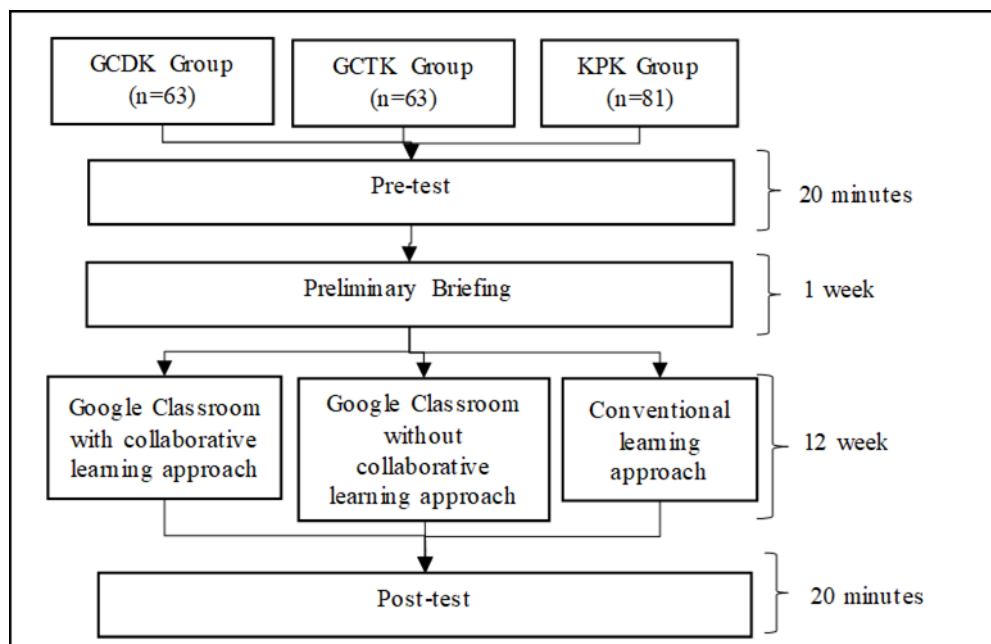 GCDK Group
(n=63)
GCTK Group
(n=63)
KPK Group
(n=81)
Pre-test
20 minutes
Preliminary Briefing
1 week
Google Classroom
with collaborative
learning approach
Google Classroom
without
collaborative
learning approach
Conventional
learning
approach
12 week
Post-test
20 minutes